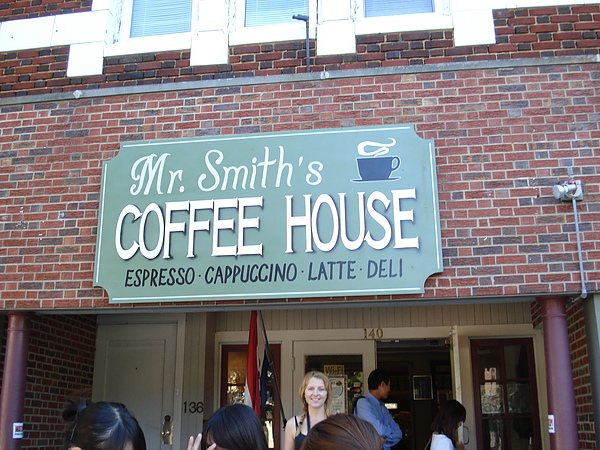 Mr. Smith's
COFFEE HOUSE
ESPRESSO · CAPPUCCINO · LATTE · DELI
140
136